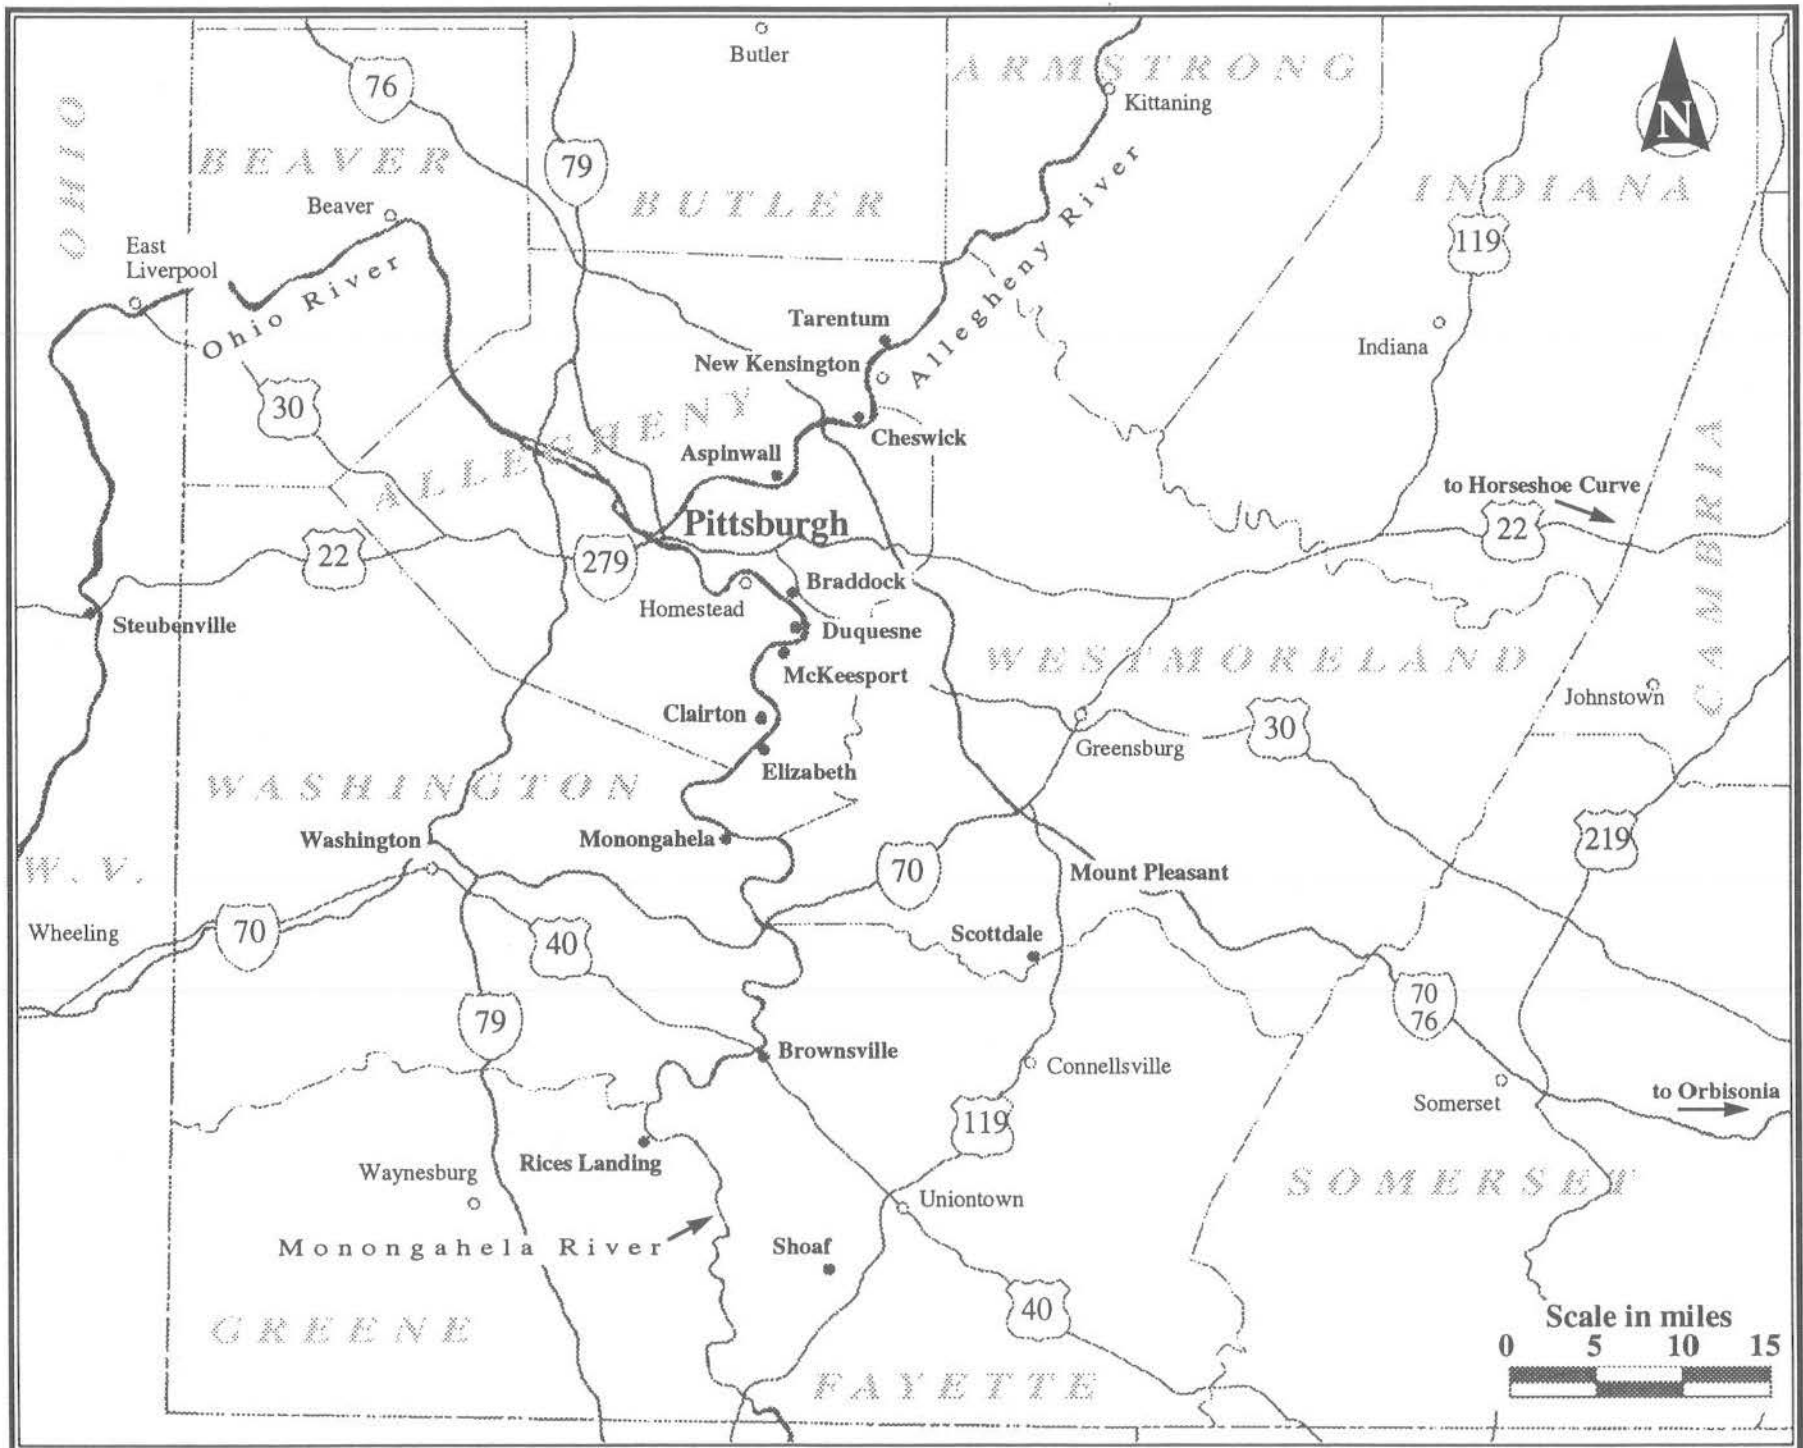 Butler
ARMSTRONG
76
Kittaning
N
OHIO
BEAVER
79
BUTLER
INDIANA
Beaver
119
East
Liverpool
Ohio River
Allegheny River
Tarentum
Indiana
New Kensington
30
ALLEGHENY
Cheswick
Aspinwall
CAMBRIA
to Horseshoe Curve
Pittsburgh
22
22
279
Braddock
Homestead
Steubenville
Duquesne
WESTMORELAND
McKeesport
Johnstown
Clairton
30
Greensburg
Elizabeth
WASHINGTON
Washington
Monongahela
219
W.V.
70
Mount Pleasant
Wheeling
70
40
Scottdale
70
76
79
Brownsville
Connellsville
to Orbisonia
Somerset
119
Rices Landing
Waynesburg
SOMERSET
Uniontown
Monongahela River
Shoaf
40
GREENE
Scale in miles
0 5 10 15
FAYETTE